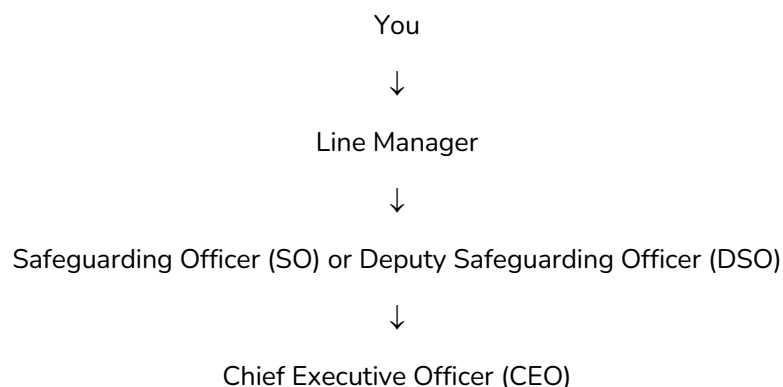 You
↓
Line Manager
↓
Safeguarding Officer (SO) or Deputy Safeguarding Officer (DSO)
↓
Chief Executive Officer (CEO)